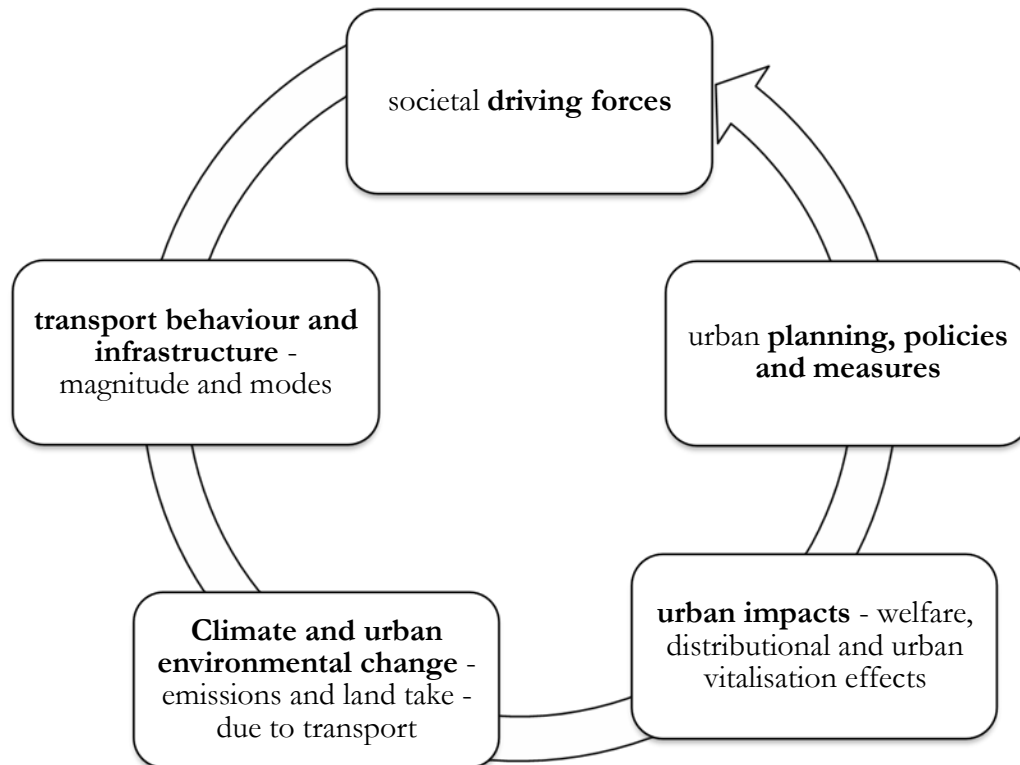 societal driving forces
transport behaviour and
infrastructure -
magnitude and modes
urban planning, policies
and measures
Climate and urban
environmental change -
emissions and land take -
due to transport
urban impacts - welfare,
distributional and urban
vitalisation effects